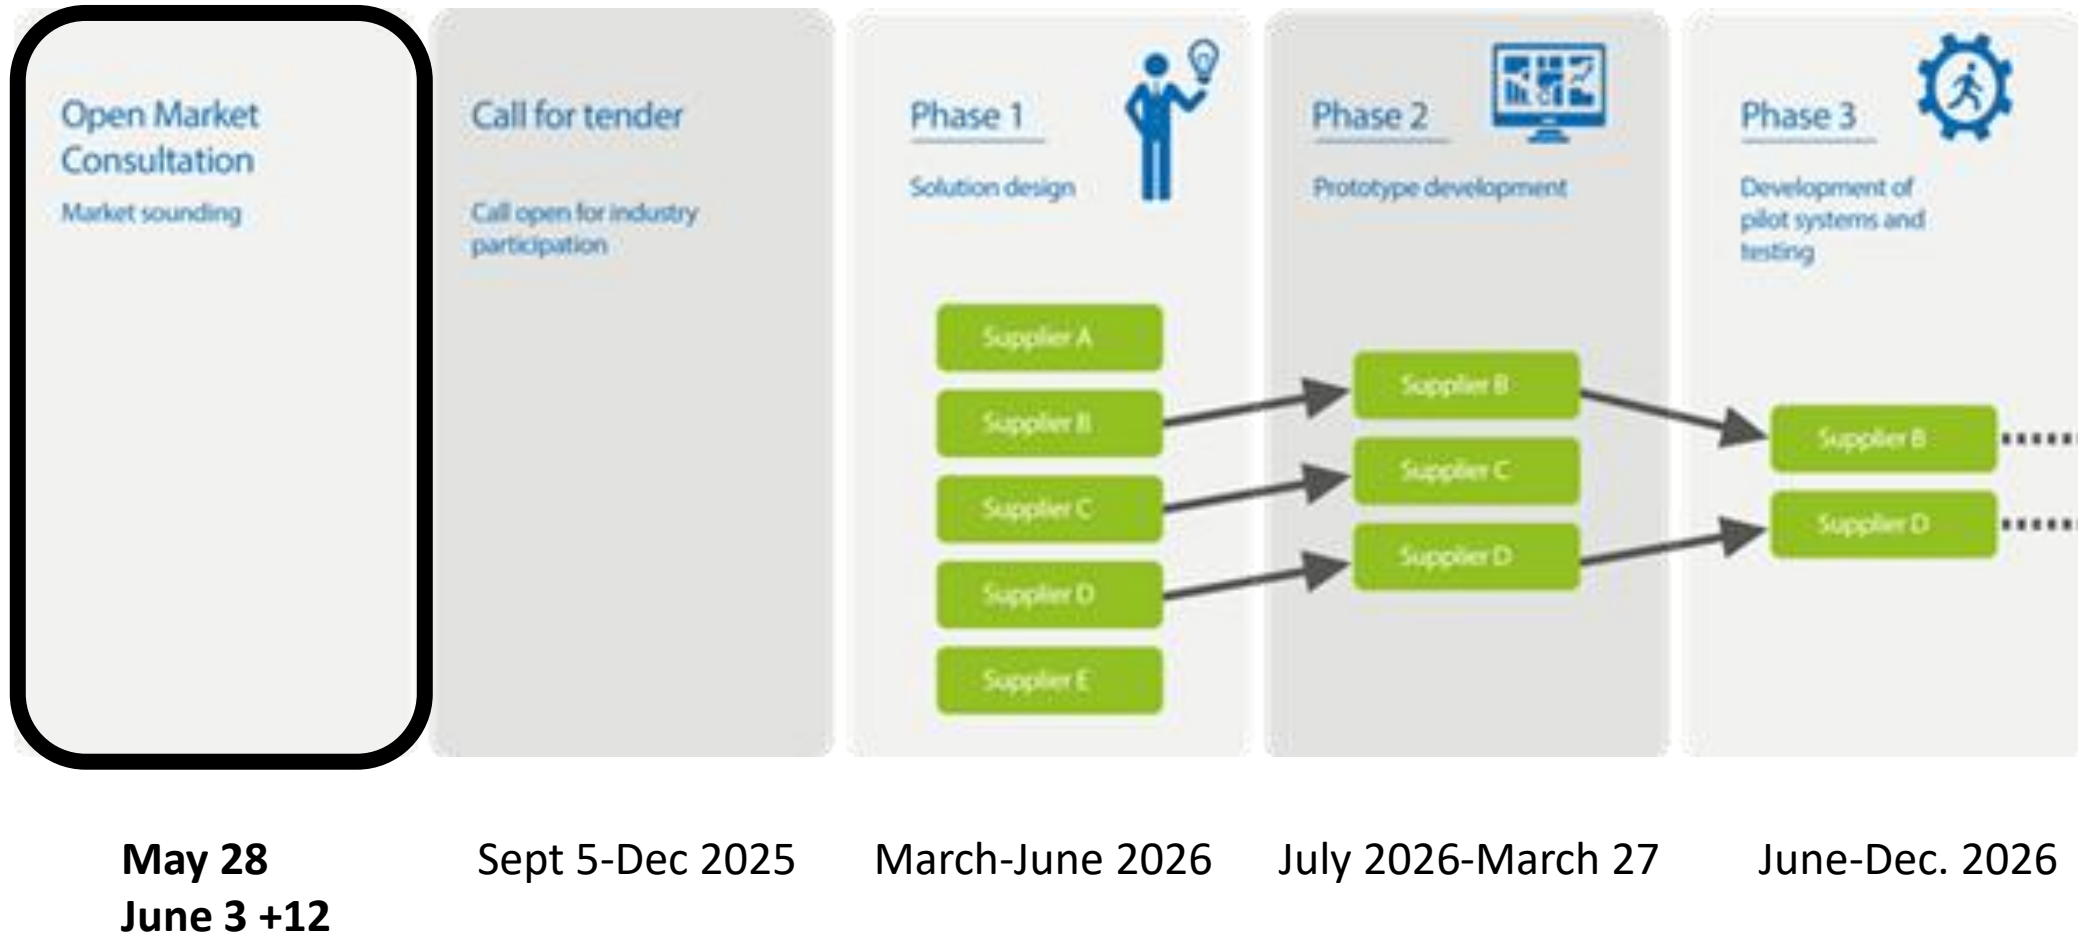 Open Market
Consultation
Market sounding
Call for tender
Call open for industry
participation
Phase 1
Solution design
Supplier A
Supplier B
Supplier C
Supplier D
Supplier E
Phase 2
Prototype development
Supplier B
Supplier C
Supplier D
Phase 3
Development of
pilot systems and
testing
Supplier B
Supplier D
May 28
June 3 +12
Sept 5-Dec 2025
March-June 2026
July 2026-March 27
June-Dec. 2026